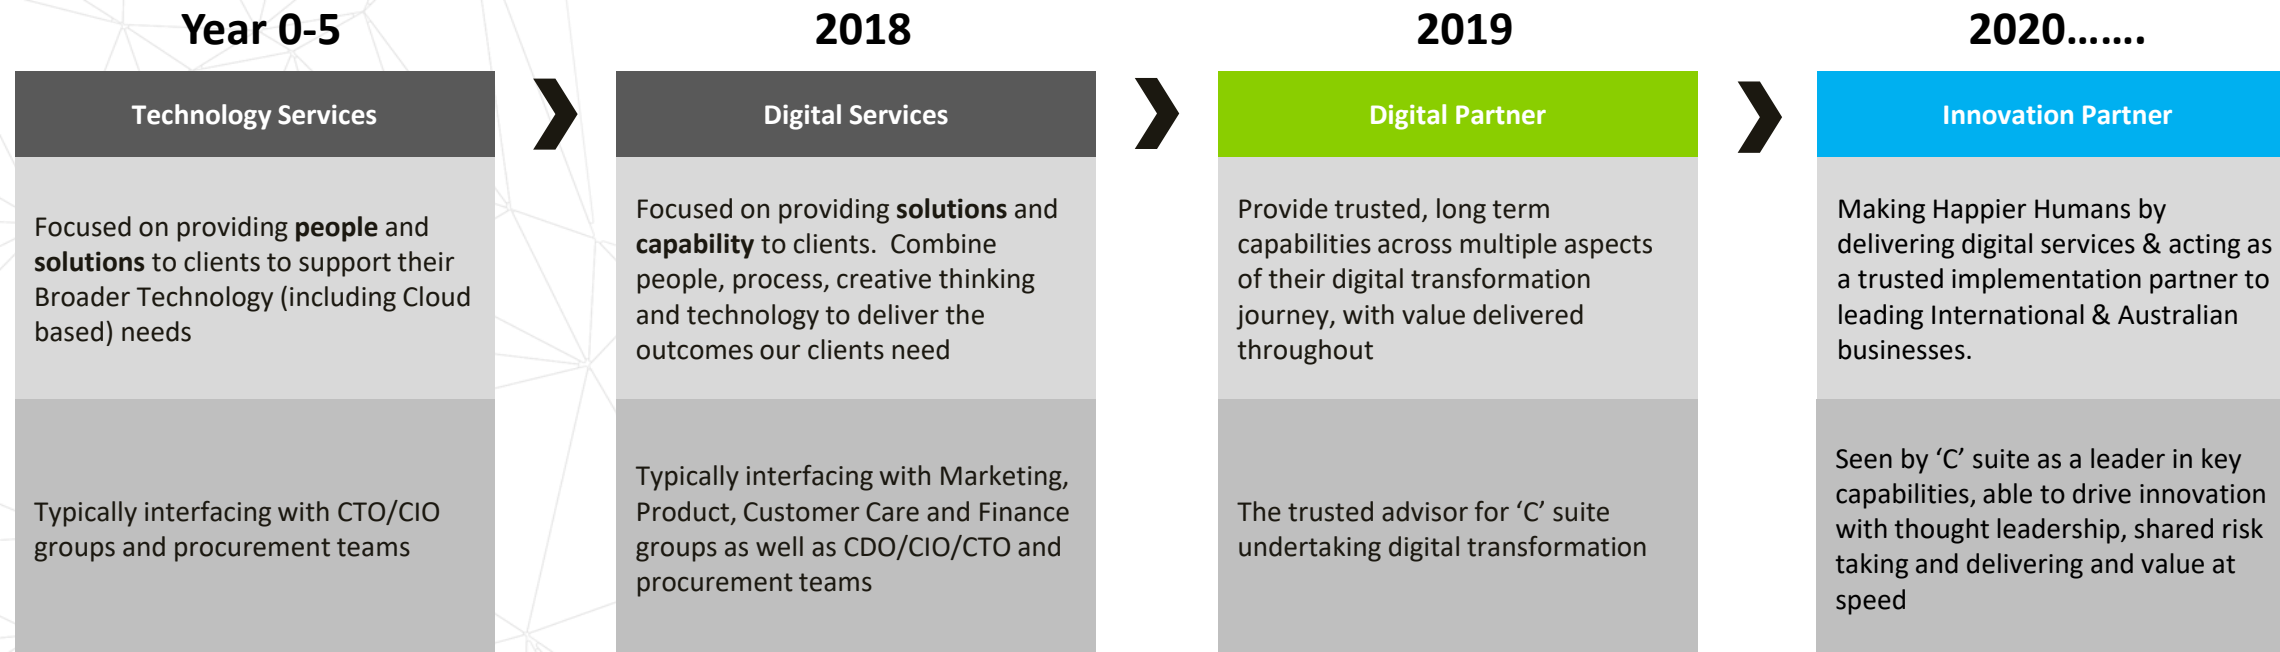 Year 0-5
Technology Services
Focused on providing people and
solutions to clients to support their
Broader Technology (including Cloud
based) needs
Typically interfacing with CTO/CIO
groups and procurement teams
2018
Digital Services
Focused on providing solutions and
capability to clients.  Combine
people, process, creative thinking
and technology to deliver the
outcomes our clients need
Typically interfacing with Marketing,
Product, Customer Care and Finance
groups as well as CDO/CIO/CTO and
procurement teams
2019
Digital Partner
Provide trusted, long term
capabilities across multiple aspects
of their digital transformation
journey, with value delivered
throughout
The trusted advisor for ‘C’ suite
undertaking digital transformation
2020.......
Innovation Partner
Making Happier Humans by
delivering digital services & acting as
a trusted implementation partner to
leading International & Australian
businesses.
Seen by ‘C’ suite as a leader in key
capabilities, able to drive innovation
with thought leadership, shared risk
taking and delivering and value at
speed